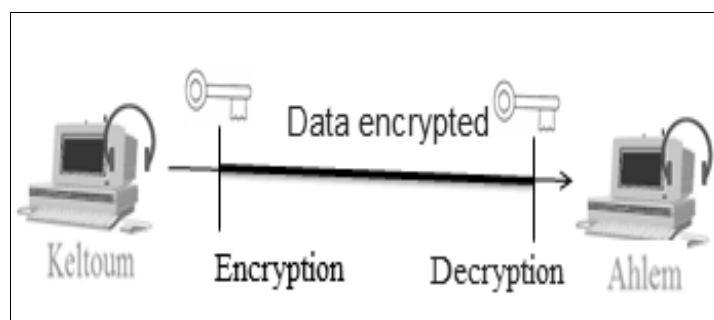 Data encrypted
Keltoum
Encryption
Decryption
Ahlem